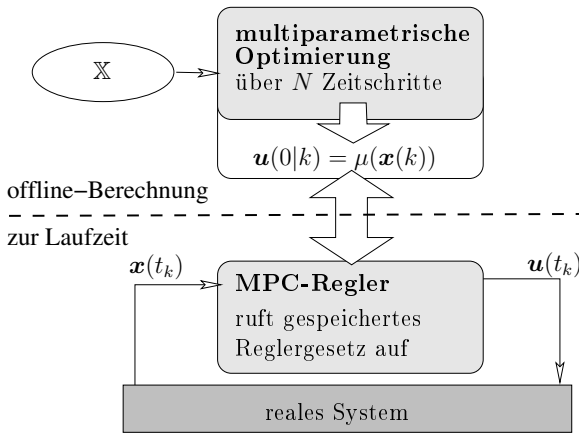 multiparametrische
Optimierung
über N Zeitschritte
𝕏
u(0|k) = μ(x(k))
offline–Berechnung
zur Laufzeit
x(t_k)
u(t_k)
MPC-Regler
ruft gespeichertes
Reglergesetz auf
reales System